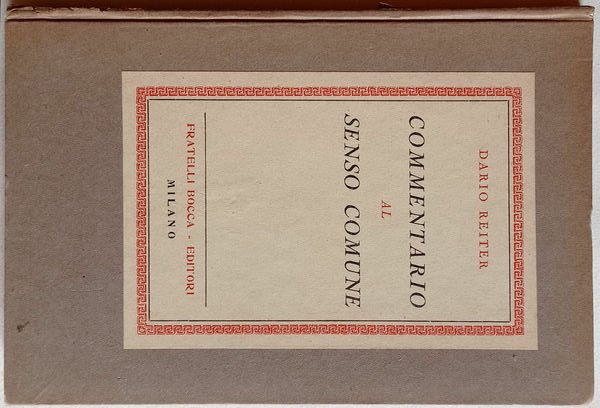 DARIO REITER
COMMENTARIO
AL
SENSO COMUNE
FRATELLI BOCCA - EDITORI
MILANO